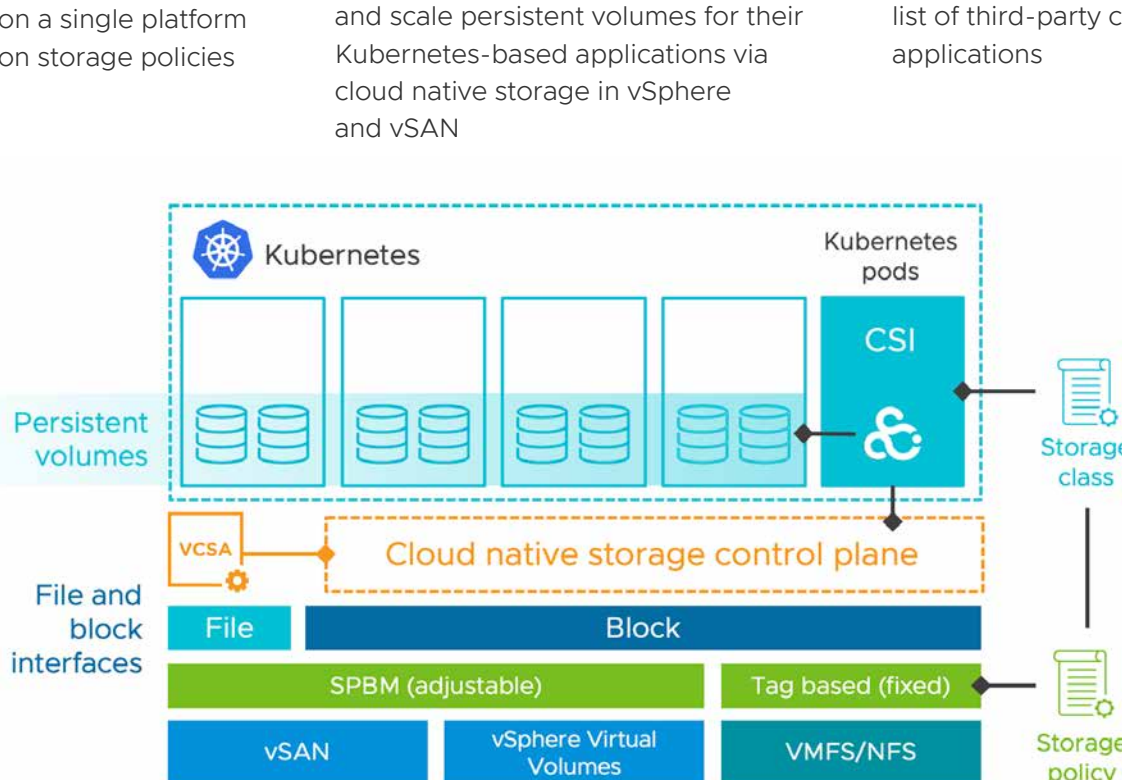 on a single platform
on storage policies
and scale persistent volumes for their
Kubernetes-based applications via
cloud native storage in vSphere
and vSAN
list of third-party c
applications
Kubernetes
Kubernetes
pods
CSI
Persistent
volumes
Storage
class
VCSA
Cloud native storage control plane
File and
block
interfaces
File
Block
SPBM (adjustable)
Tag based (fixed)
vSAN
vSphere Virtual
Volumes
VMFS/NFS
Storage
policy